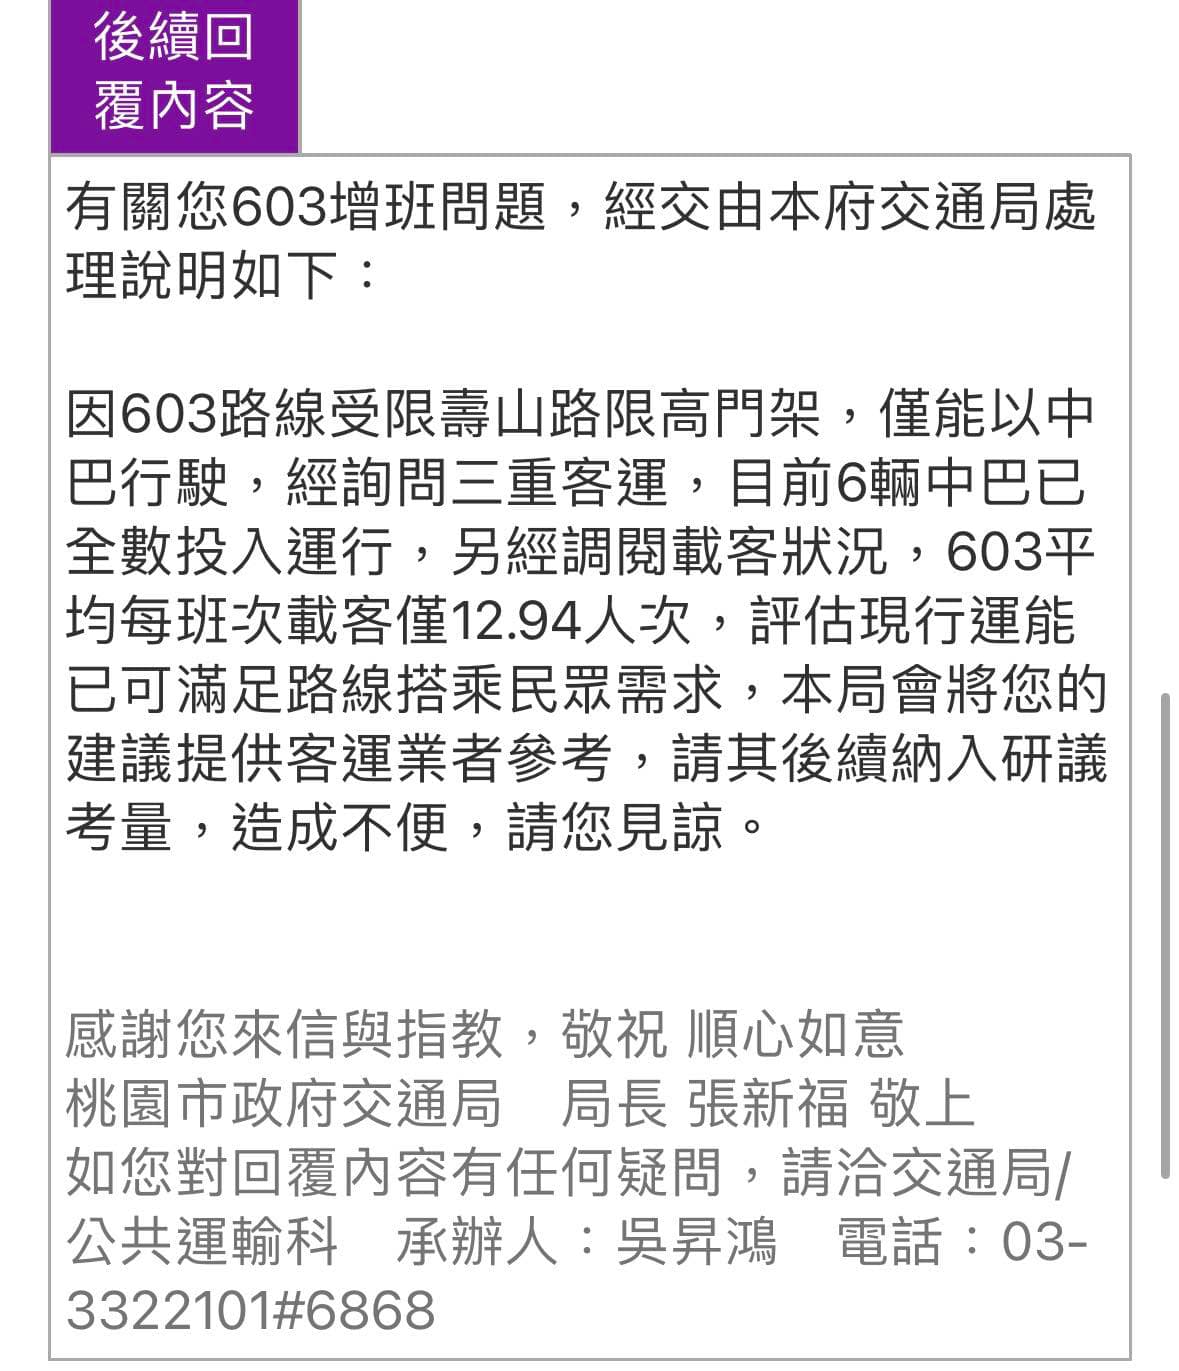 後續回
覆內容
有關您603增班問題，經交由本府交通局處
理說明如下：
因603路線受限壽山路限高門架，僅能以中
巴行駛，經詢問三重客運，目前6輛中巴已
全數投入運行，另經調閱載客狀況，603平
均每班次載客僅12.94人次，評估現行運能
已可滿足路線搭乘民眾需求，本局會將您的
建議提供客運業者參考，請其後續納入研議
考量，造成不便，請您見諒。
感謝您來信與指教，敬祝 順心如意
桃園市政府交通局　局長 張新福 敬上
如您對回覆內容有任何疑問，請洽交通局/
公共運輸科　承辦人：吳昇鴻　電話：03-
3322101#6868